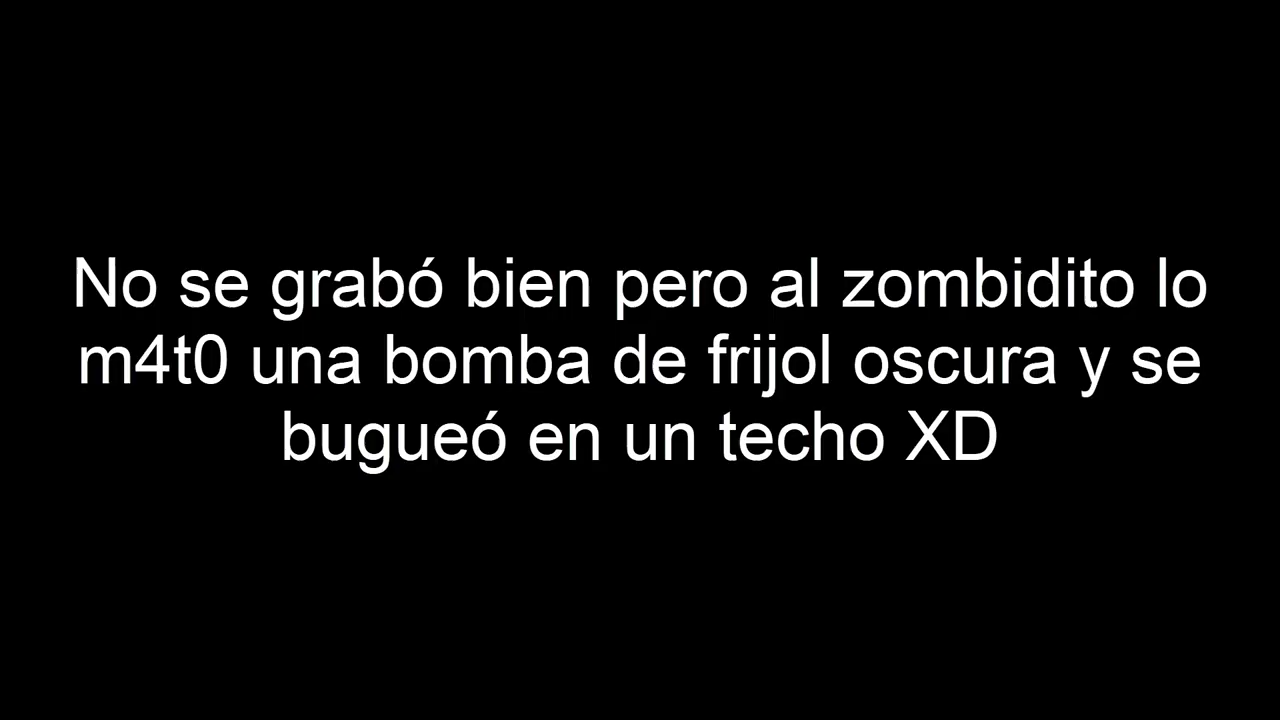 No se grabó bien pero al zombidito lo
m4t0 una bomba de frijol oscura y se
bugueó en un techo XD